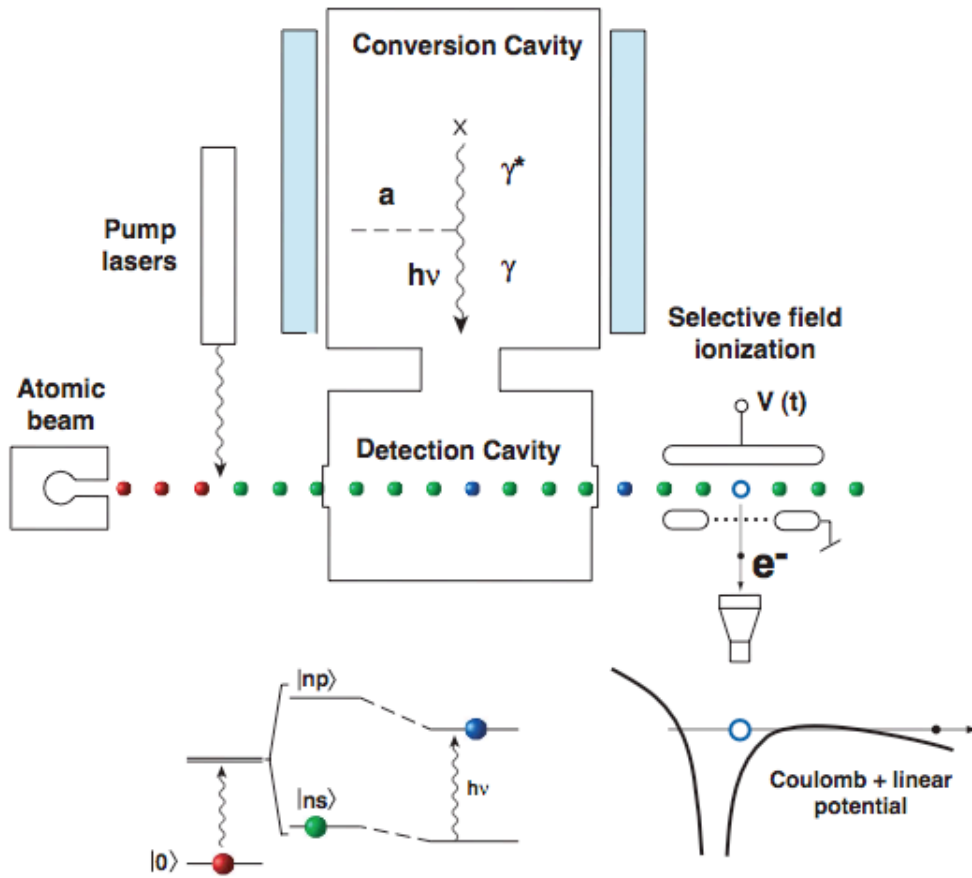 Conversion Cavity
x
γ*
a
hν
γ
Pump
lasers
Selective field
ionization
V (t)
Atomic
beam
Detection Cavity
e-
|np⟩
|ns⟩
hν
|0⟩
Coulomb + linear
potential